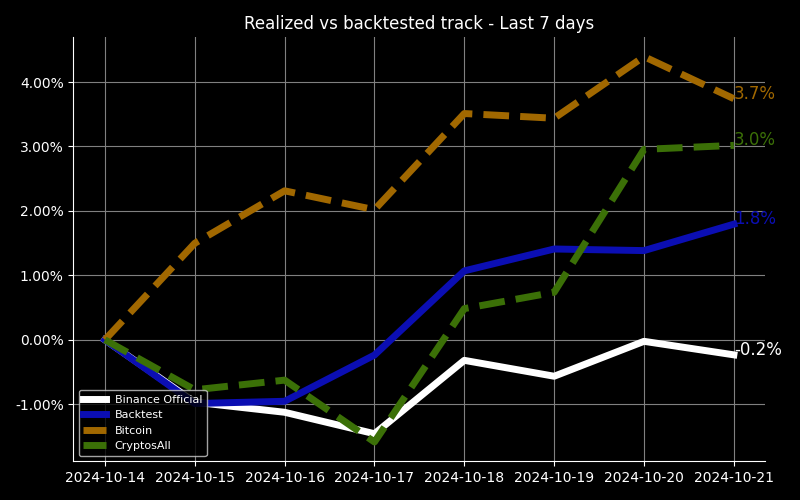 Realized vs backtested track - Last 7 days
4.00%
3.00%
2.00%
1.00%
0.00%
-1.00%
3.7%
3.0%
1.8%
-0.2%
Binance Official
Backtest
Bitcoin
CryptosAll
2024-10-14 2024-10-15 2024-10-16 2024-10-17 2024-10-18 2024-10-19 2024-10-20 2024-10-21